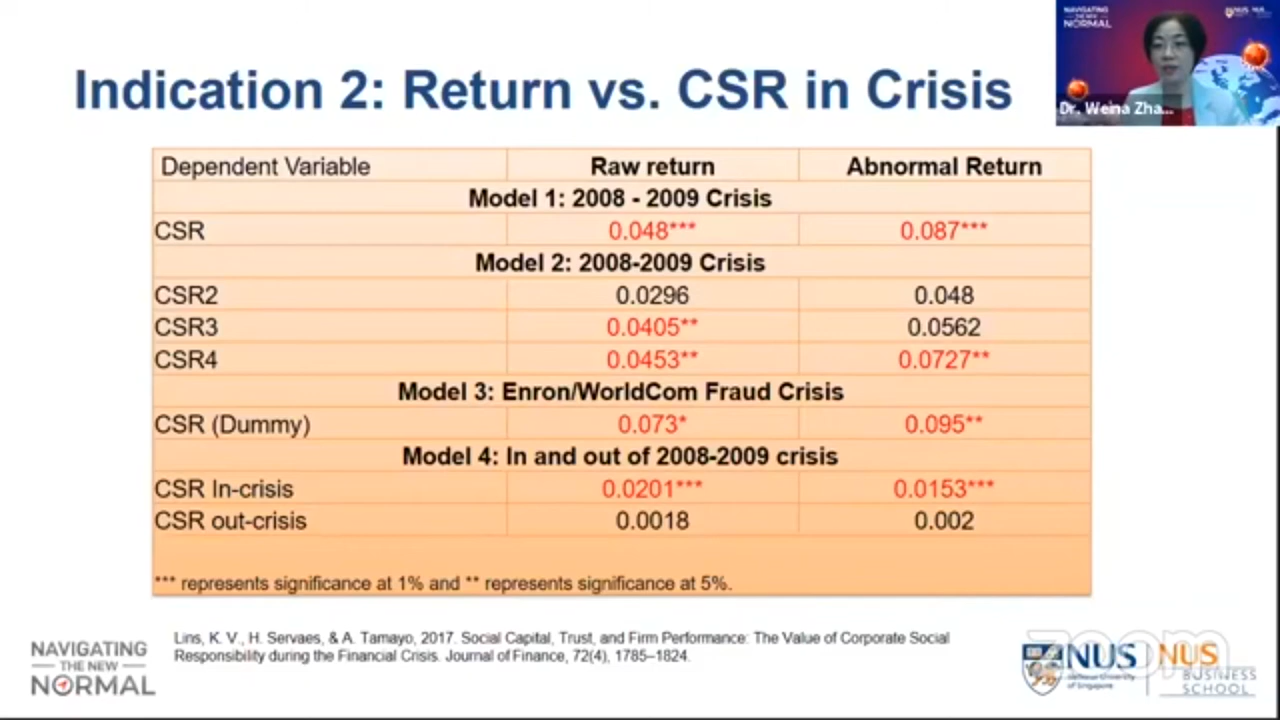 NAVIGATING
THE NEW
NORMAL
Dr. Weina Zha...
Indication 2: Return vs. CSR in Crisis
Dependent Variable Raw return Abnormal Return
Model 1: 2008 - 2009 Crisis
CSR 0.048*** 0.087***
Model 2: 2008-2009 Crisis
CSR2 0.0296 0.048
CSR3 0.0405** 0.0562
CSR4 0.0453** 0.0727**
Model 3: Enron/WorldCom Fraud Crisis
CSR (Dummy) 0.073* 0.095**
Model 4: In and out of 2008-2009 crisis
CSR In-crisis 0.0201*** 0.0153***
CSR out-crisis 0.0018 0.002
*** represents significance at 1% and ** represents significance at 5%.
Lins, K. V., H. Servaes, & A. Tamayo, 2017. Social Capital, Trust, and Firm Performance: The Value of Corporate Social
Responsibility during the Financial Crisis. Journal of Finance, 72(4), 1785–1824.
NAVIGATING
THE NEW
NORMAL
zoom
NUS
National University
of Singapore
NUS
BUSINESS
SCHOOL